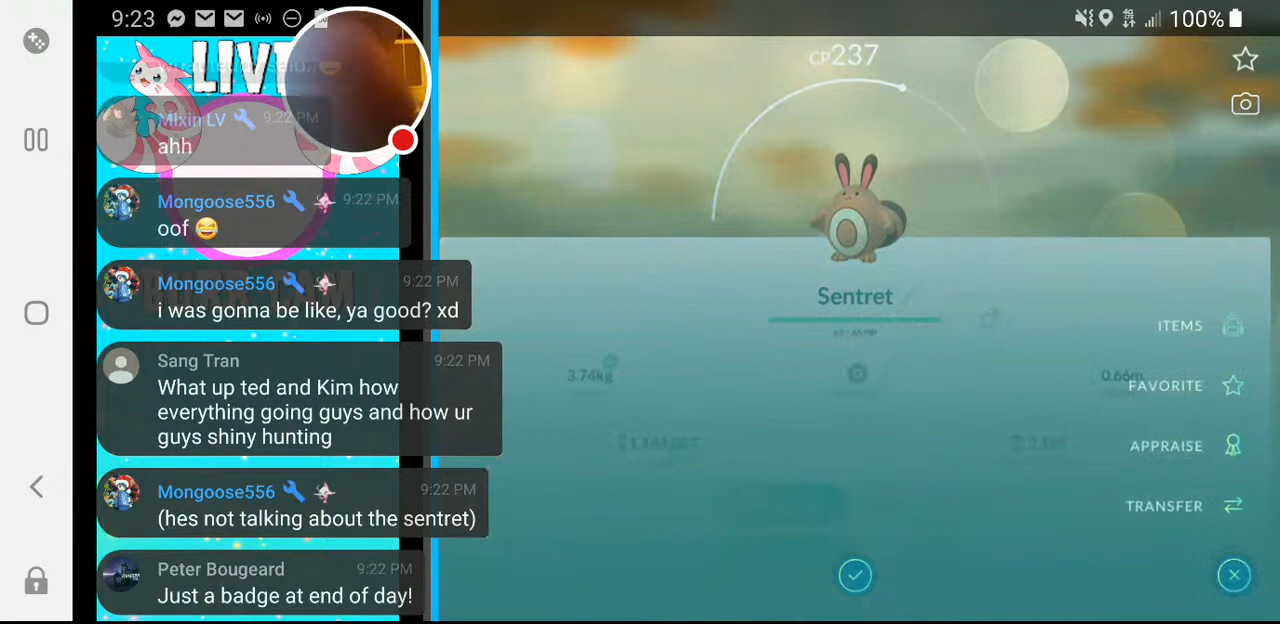 9:23
100%
LIVE
Mixin LV 9:22 PM
ahh
Mongoose556 9:22 PM
oof
Mongoose556 9:22 PM
i was gonna be like, ya good? xd
Sang Tran 9:22 PM
What up ted and Kim how
everything going guys and how ur
guys shiny hunting
Mongoose556 9:22 PM
(hes not talking about the sentret)
Peter Bougeard 9:22 PM
Just a badge at end of day!
CP237
Sentret
3.74kg
0.66m
ITEMS
FAVORITE
APPRAISE
TRANSFER